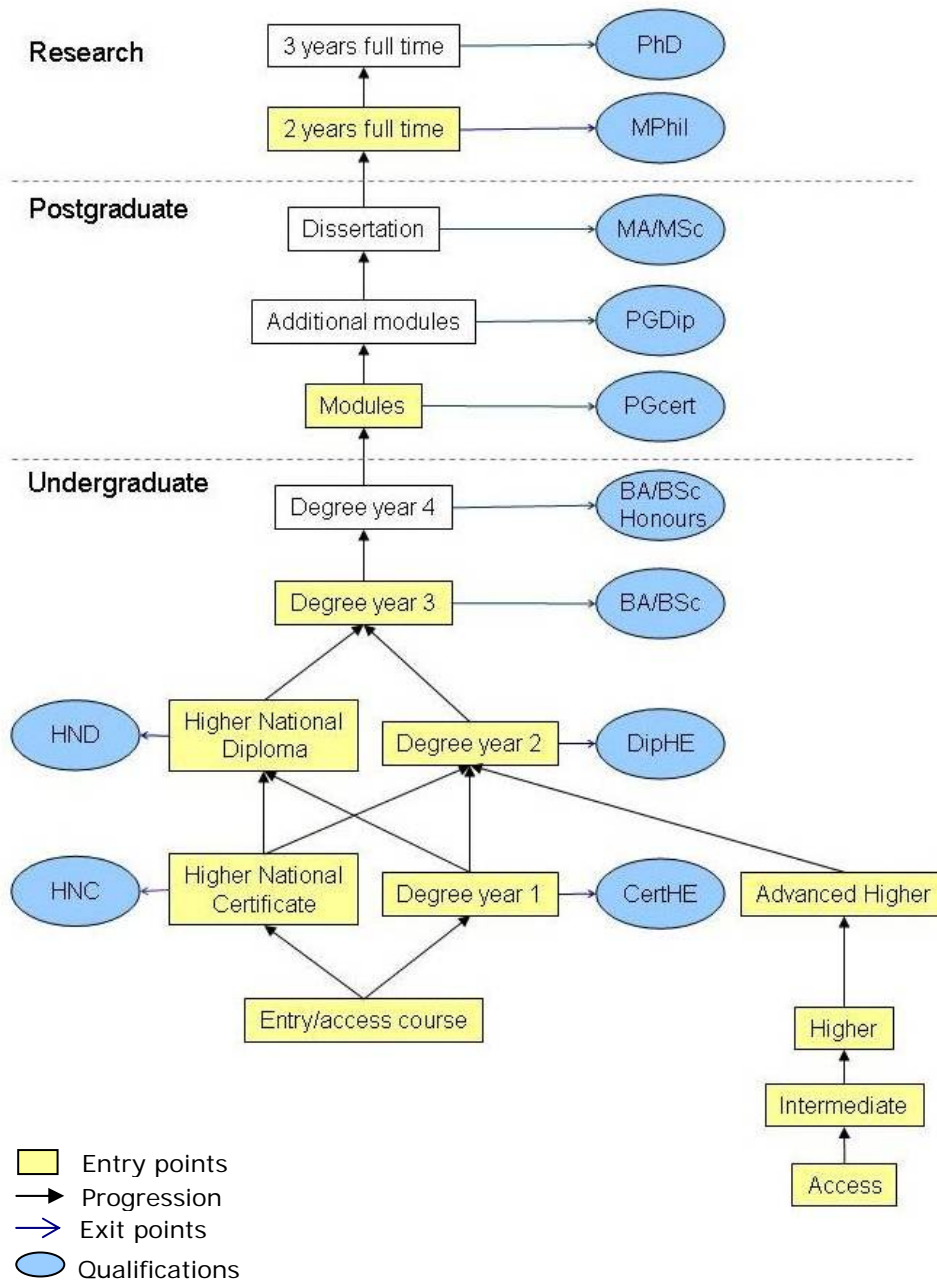 Research
3 years full time
PhD
2 years full time
MPhil
Postgraduate
Dissertation
MA/MSc
Additional modules
PGDip
Modules
PGcert
Undergraduate
Degree year 4
BA/BSc
Honours
Degree year 3
BA/BSc
HND
Higher National
Diploma
Degree year 2
DipHE
HNC
Higher National
Certificate
Degree year 1
CertHE
Advanced Higher
Entry/access course
Higher
Intermediate
Access
Entry points
Progression
Exit points
Qualifications